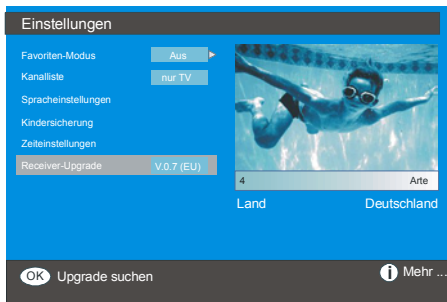 Einstellungen
Favoriten-Modus Aus
Kanalliste nur TV
Spracheinstellungen
Kindersicherung
Zeiteinstellungen
Receiver-Upgrade V.0.7 (EU)
4 Arte
Land Deutschland
OK Upgrade suchen
i Mehr ...